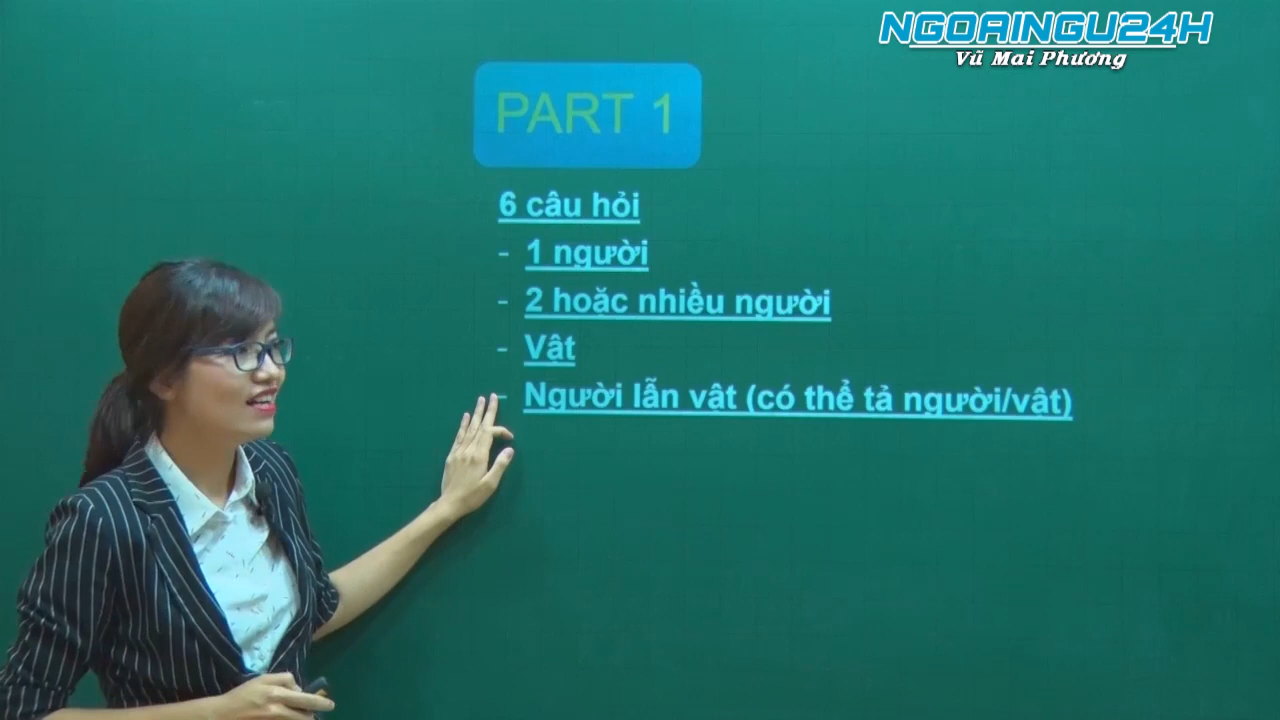 NGOAINGU24H
Vũ Mai Phương
PART 1
6 câu hỏi
- 1 người
- 2 hoặc nhiều người
- Vật
- Người lẫn vật (có thể tả người/vật)